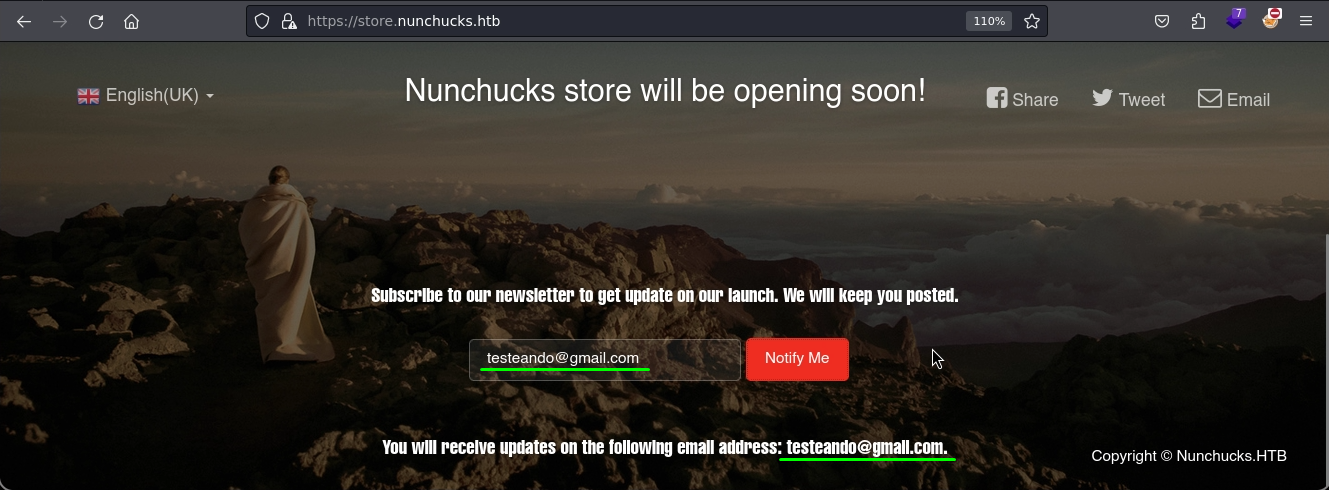 https://store.nunchucks.htb
110%
7
English(UK)
Nunchucks store will be opening soon!
Share
Tweet
Email
Subscribe to our newsletter to get update on our launch. We will keep you posted.
testeando@gmail.com
Notify Me
You will receive updates on the following email address: testeando@gmail.com.
Copyright © Nunchucks.HTB